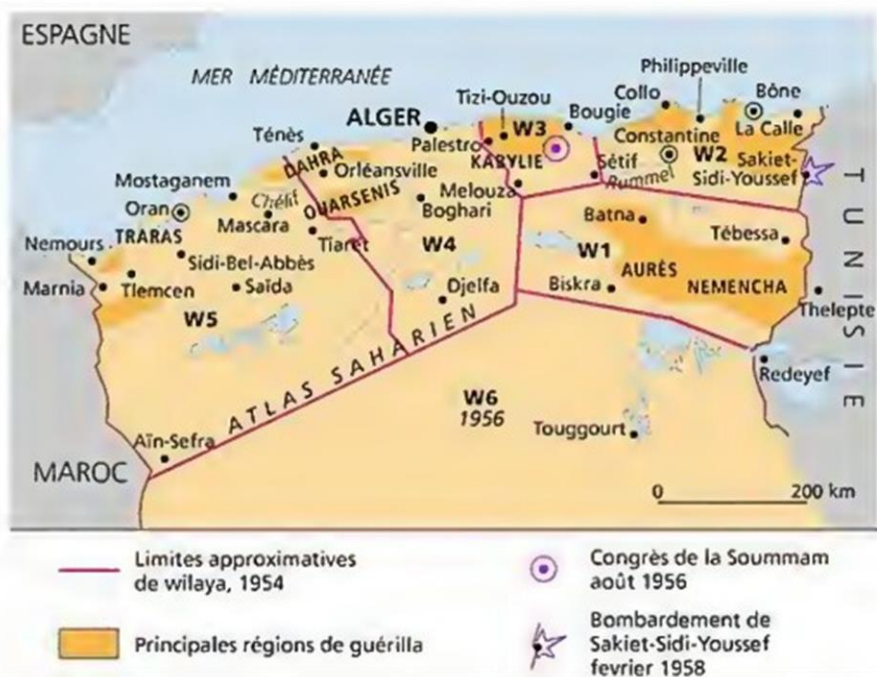 ESPAGNE
MER MÉDITERRANÉE
Philippeville
Tizi-Ouzou
Collo
Bône
Bougie
ALGER
W3
Constantine
La Calle
Ténès
Palestro
KABYLIE
W2
Sakiet-
Sidi-Youssef
DAHRA
Orléansville
Sétif
Rummel
Mostaganem
Chélif
OUARSENIS
Melouza
Oran
Boghari
Mascara
Batna
Nemours
TRARAS
Tiaret
W4
Tébessa
W1
Sidi-Bel-Abbès
AURÈS
Marnia
Tlemcen
Saïda
Djelfa
Biskra
NEMENCHA
W5
Thelepte
TUNISIE
ATLAS SAHARIEN
Redeyef
W6
1956
Touggourt
Aïn-Sefra
MAROC
0 200 km
Limites approximatives
de wilaya, 1954
Principales régions de guérilla
Congrès de la Soummam
août 1956
Bombardement de
Sakiet-Sidi-Youssef
fevrier 1958